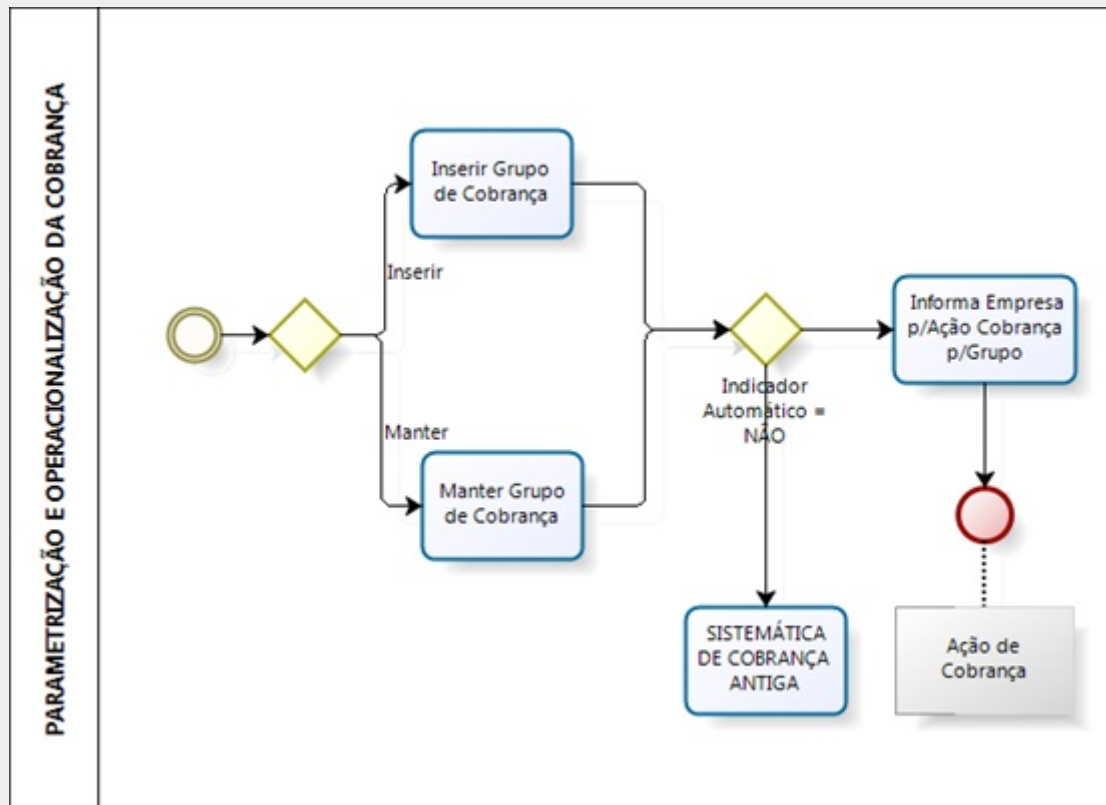 PARAMETRIZAÇÃO E OPERACIONALIZAÇÃO DA COBRANÇA
Inserir Grupo
de Cobrança
Inserir
Manter
Manter Grupo
de Cobrança
Indicador
Automático =
NÃO
Informa Empresa
p/Ação Cobrança
p/Grupo
SISTEMÁTICA
DE COBRANÇA
ANTIGA
Ação de
Cobrança